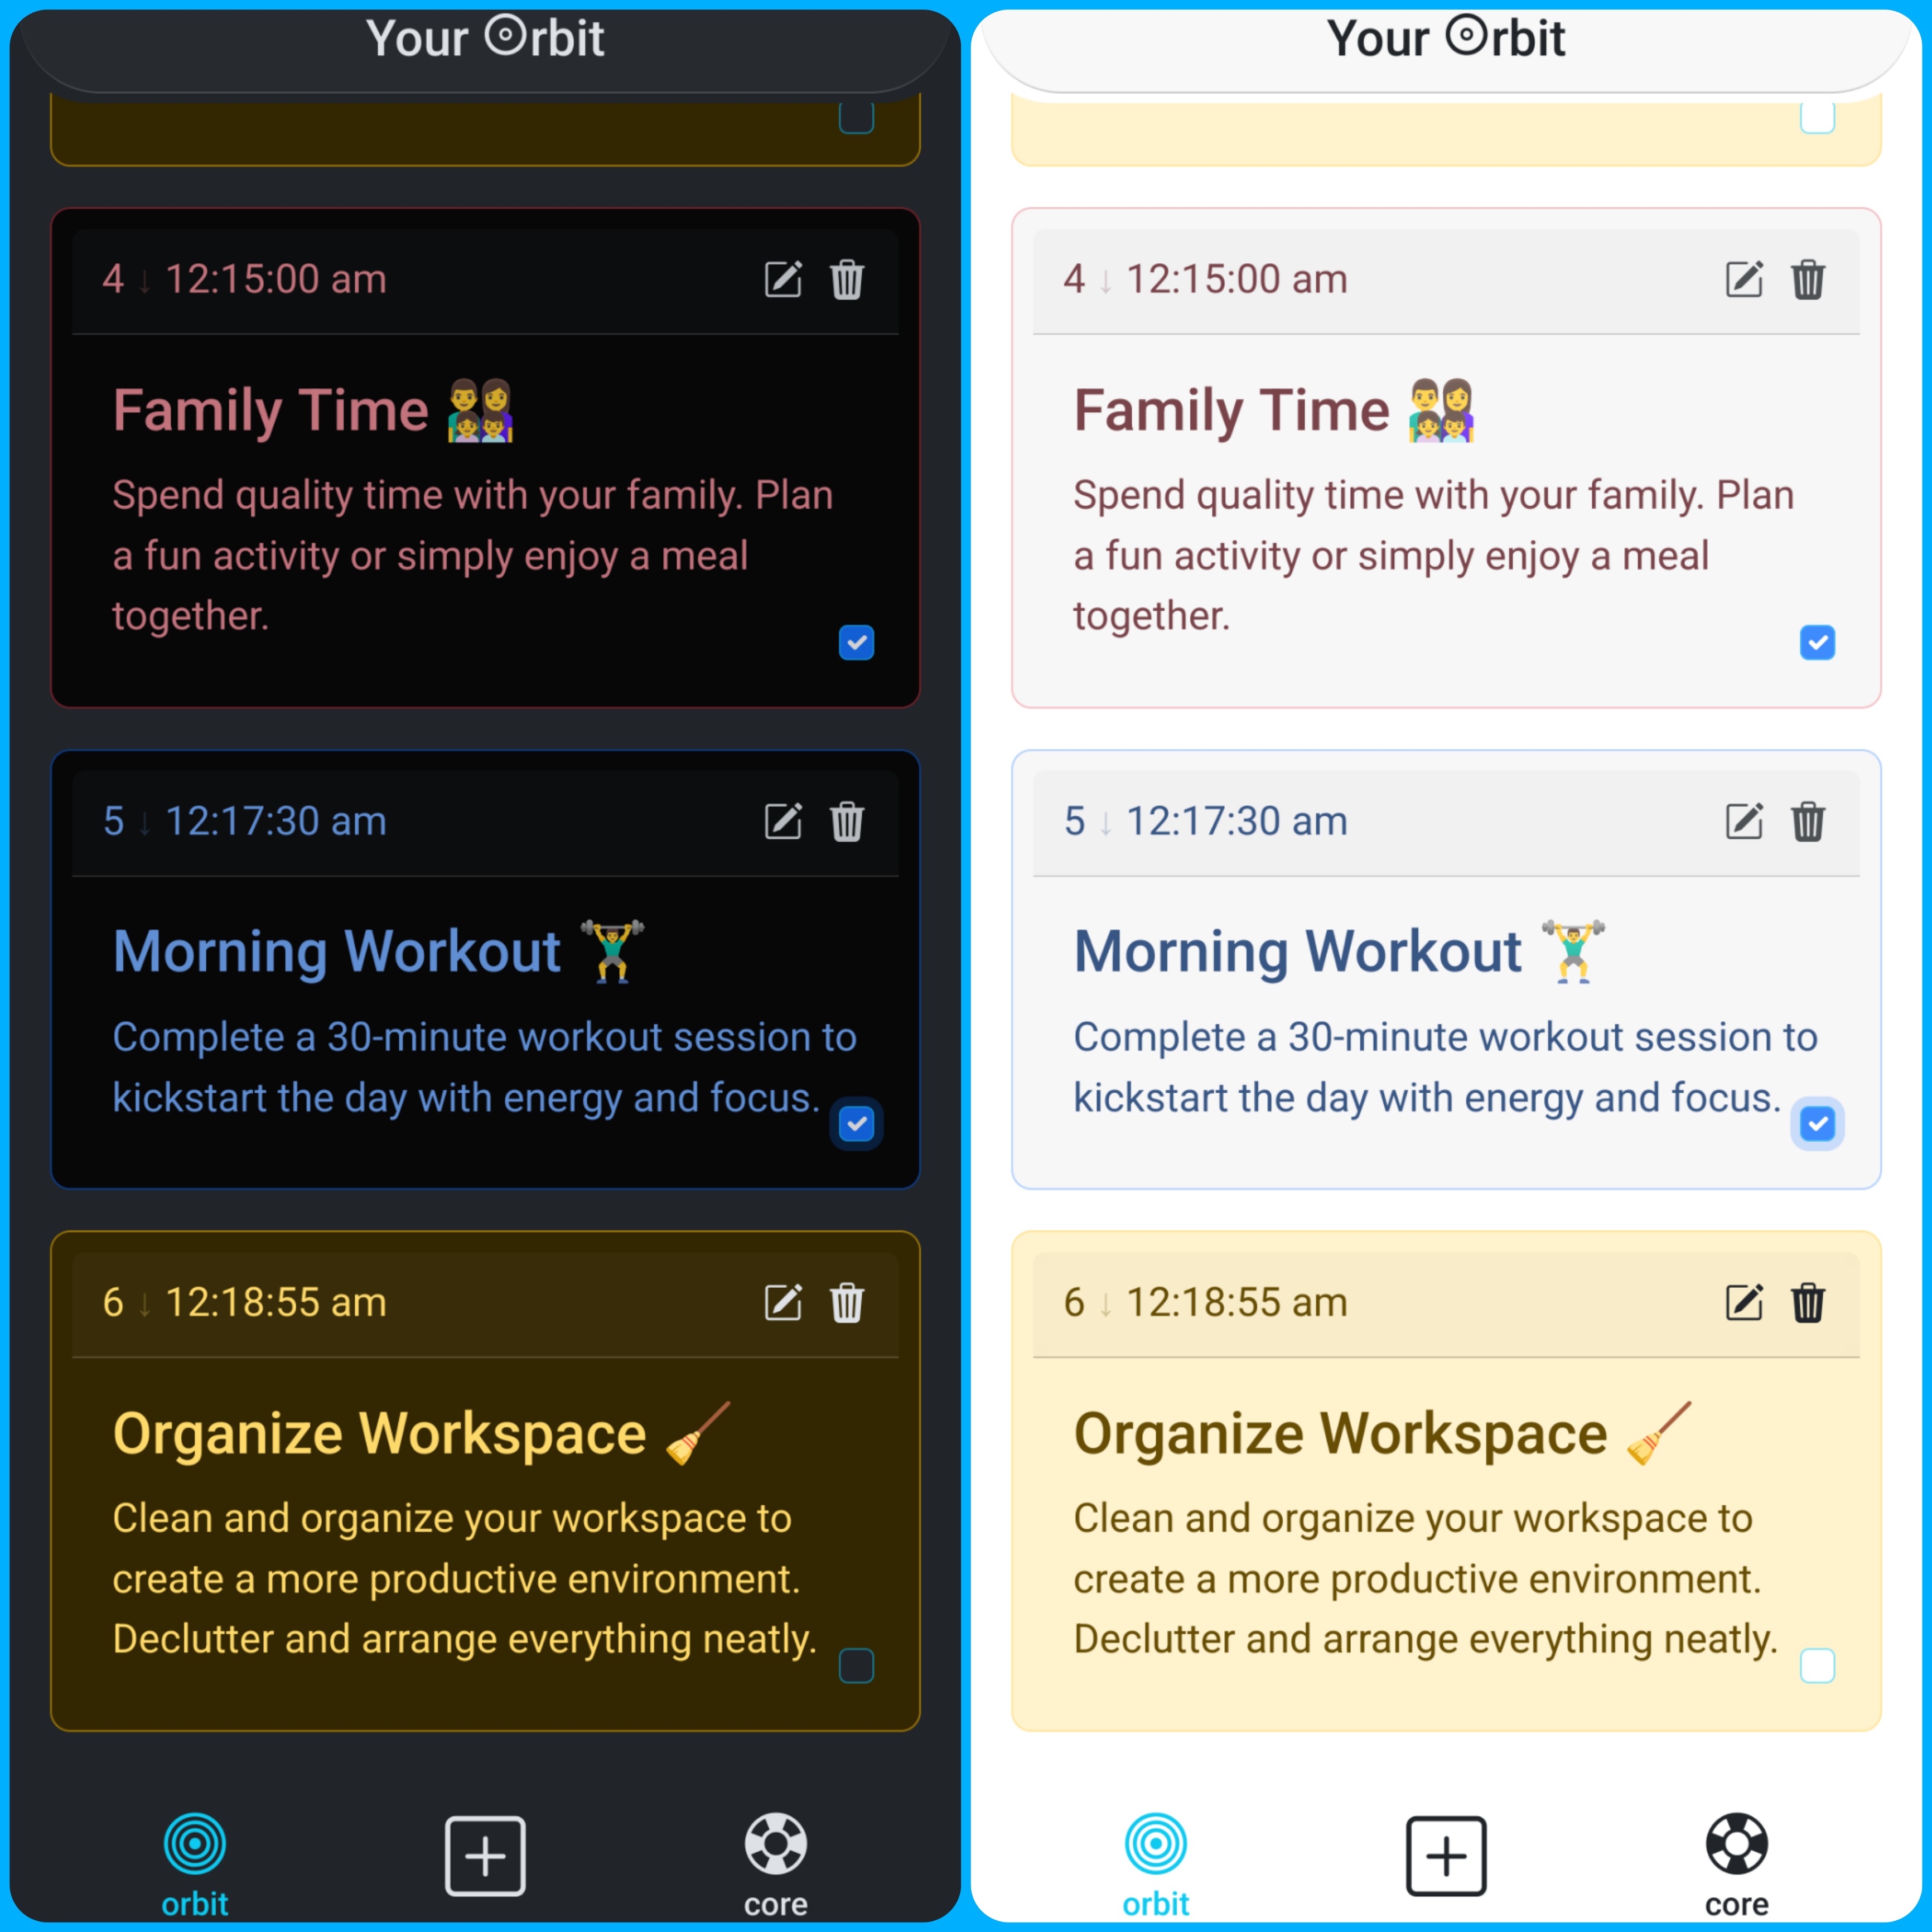 Your Orbit
4 ↓ 12:15:00 am
Family Time 👨‍👩‍👧‍👦
Spend quality time with your family. Plan
a fun activity or simply enjoy a meal
together.
5 ↓ 12:17:30 am
Morning Workout 🏋️‍♂️
Complete a 30-minute workout session to
kickstart the day with energy and focus.
6 ↓ 12:18:55 am
Organize Workspace 🧹
Clean and organize your workspace to
create a more productive environment.
Declutter and arrange everything neatly.
orbit
core
Your Orbit
4 ↓ 12:15:00 am
Family Time 👨‍👩‍👧‍👦
Spend quality time with your family. Plan
a fun activity or simply enjoy a meal
together.
5 ↓ 12:17:30 am
Morning Workout 🏋️‍♂️
Complete a 30-minute workout session to
kickstart the day with energy and focus.
6 ↓ 12:18:55 am
Organize Workspace 🧹
Clean and organize your workspace to
create a more productive environment.
Declutter and arrange everything neatly.
orbit
core